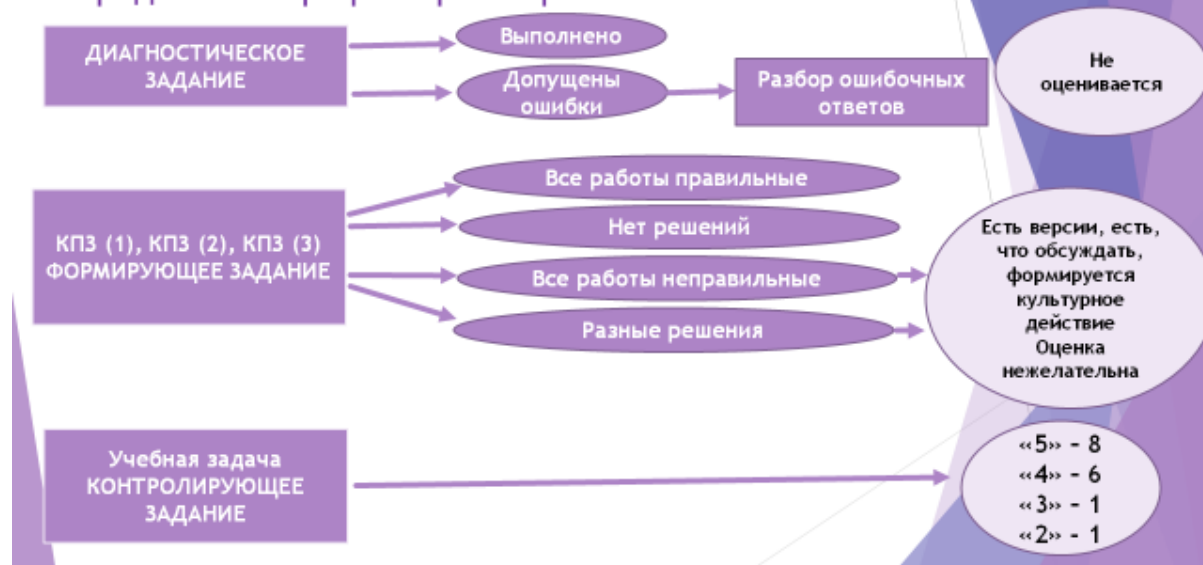 ДИАГНОСТИЧЕСКОЕ
ЗАДАНИЕ
Выполнено
Допущены
ошибки
Разбор ошибочных
ответов
Не
оценивается
КПЗ (1), КПЗ (2), КПЗ (3)
ФОРМИРУЮЩЕЕ ЗАДАНИЕ
Все работы правильные
Нет решений
Все работы неправильные
Разные решения
Есть версии, есть,
что обсуждать,
формируется
культурное
действие
Оценка
нежелательна
Учебная задача
КОНТРОЛИРУЮЩЕЕ
ЗАДАНИЕ
«5» – 8
«4» – 6
«3» – 1
«2» – 1